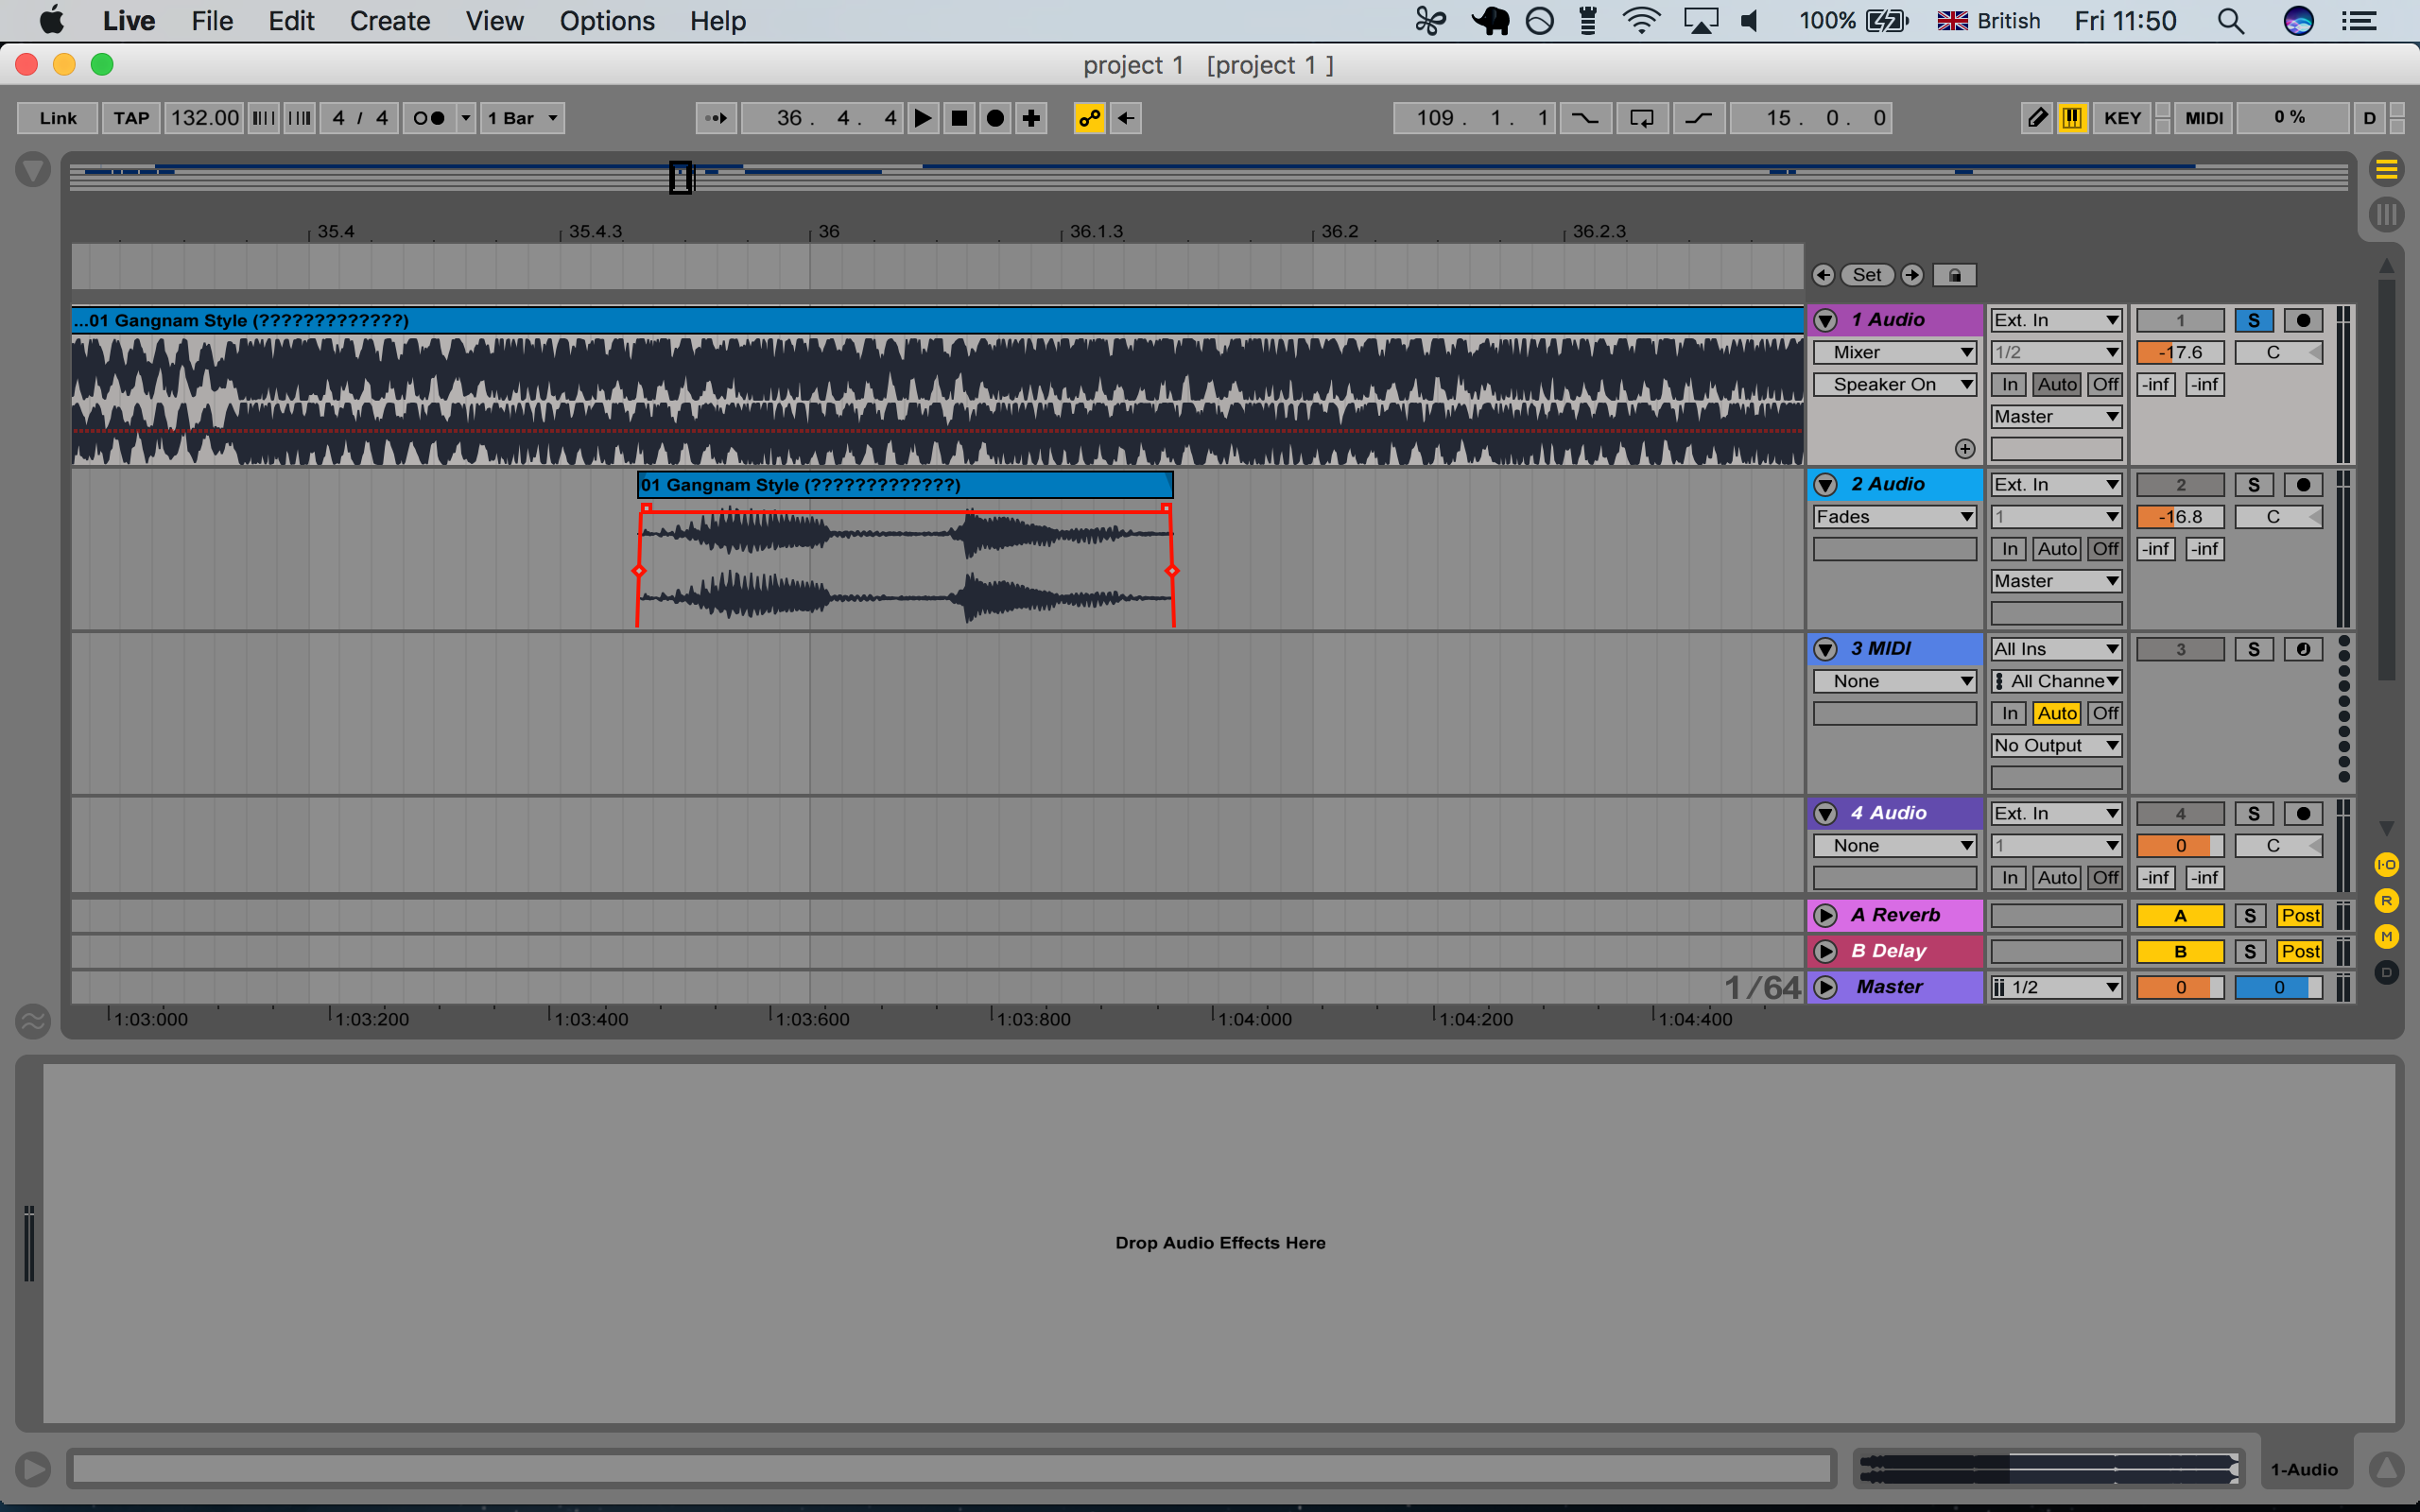 Live File Edit Create View Options Help 100% British Fri 11:50
project 1 [project 1 ]
Link TAP 132.00 4 / 4 1 Bar 36 . 4 . 4 109 . 1 . 1 15 . 0 . 0 KEY MIDI 0 % D
35.4 35.4.3 36 36.1.3 36.2 36.2.3
Set
...01 Gangnam Style (?????????????) 1 Audio Ext. In 1 S
Mixer 1/2 -17.6 C
Speaker On In Auto Off -inf -inf
Master
01 Gangnam Style (?????????????) 2 Audio Ext. In 2 S
Fades 1 -16.8 C
In Auto Off -inf -inf
Master
3 MIDI All Ins 3 S
None All Channe
In Auto Off
No Output
4 Audio Ext. In 4 S
None 1 0 C
In Auto Off -inf -inf
I·O
A Reverb A S Post
R
B Delay B S Post
M
D
1/64 Master 1/2 0 0
1:03:000 1:03:200 1:03:400 1:03:600 1:03:800 1:04:000 1:04:200 1:04:400
Drop Audio Effects Here
1-Audio